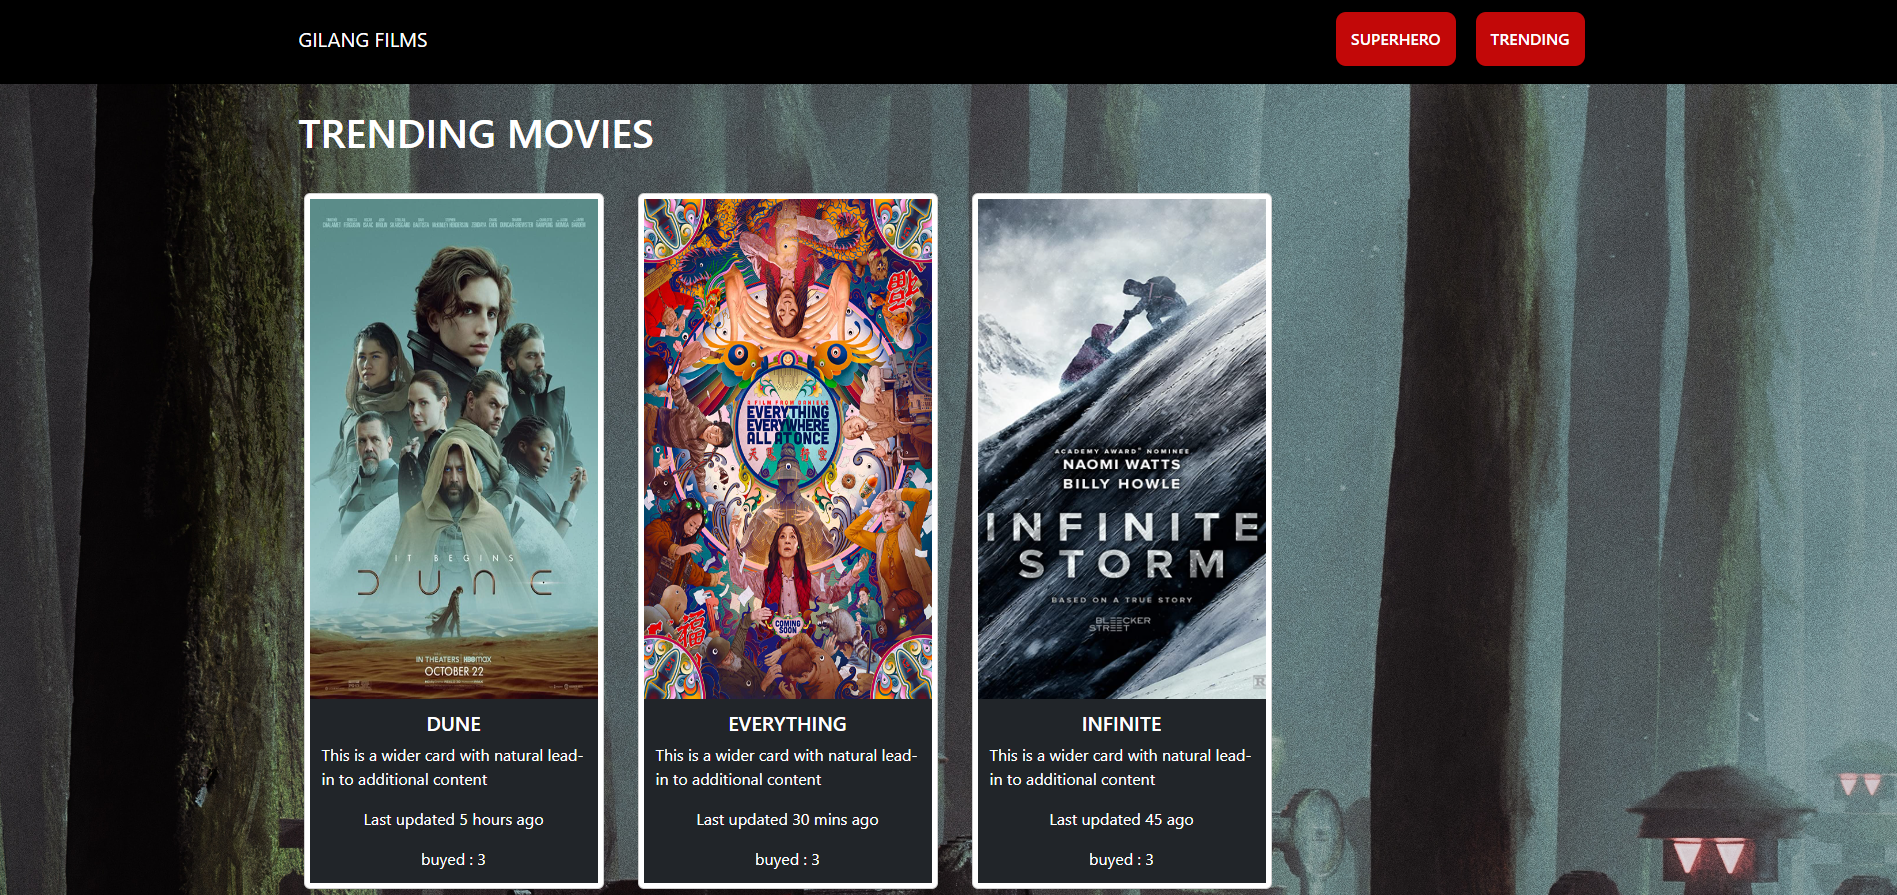 GILANG FILMS
SUPERHERO
TRENDING
TRENDING MOVIES
IT BEGINS
DUNE
IN THEATERS HBOMAX
OCTOBER 22
DUNE
This is a wider card with natural lead-
in to additional content
Last updated 5 hours ago
buyed : 3
A FILM FROM DANIELS
EVERYTHING
EVERYWHERE
ALL AT ONCE
COMING
SOON
EVERYTHING
This is a wider card with natural lead-
in to additional content
Last updated 30 mins ago
buyed : 3
ACADEMY AWARD® NOMINEE
NAOMI WATTS
BILLY HOWLE
INFINITE
STORM
BASED ON A TRUE STORY
BLEECKER
STREET
R
INFINITE
This is a wider card with natural lead-
in to additional content
Last updated 45 ago
buyed : 3